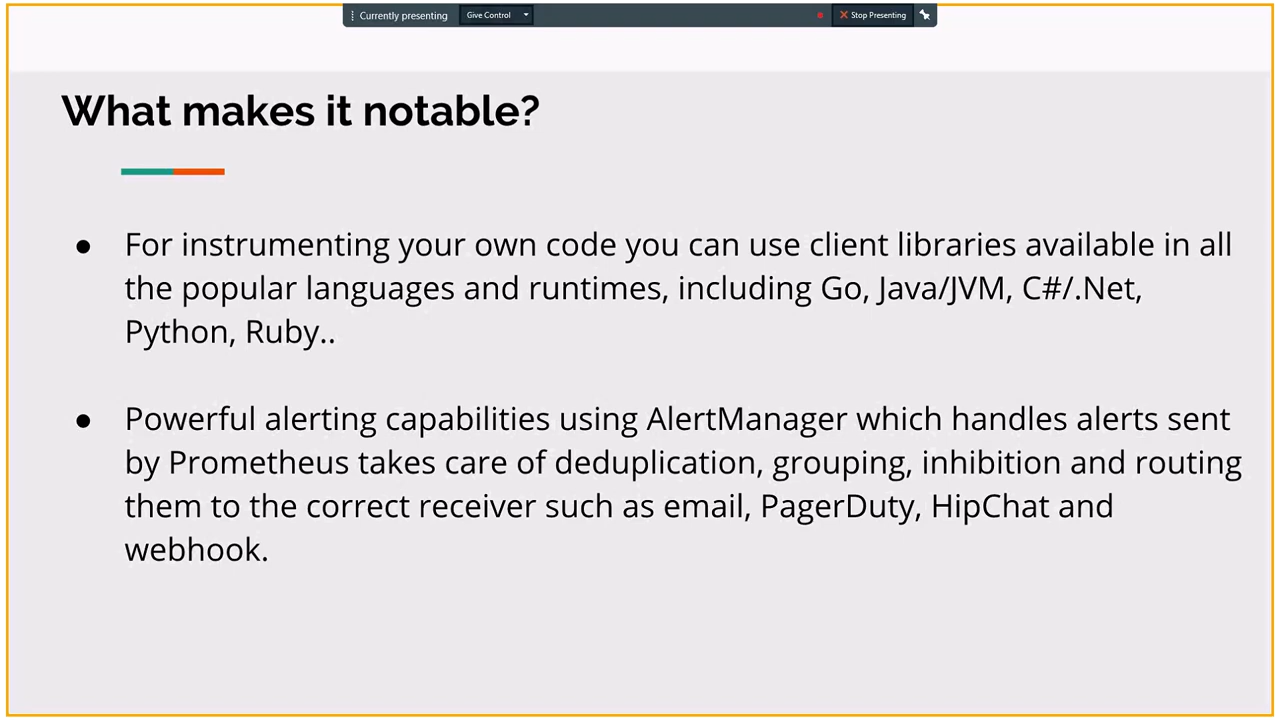 Currently presenting
Give Control
Stop Presenting
What makes it notable?
● For instrumenting your own code you can use client libraries available in all
the popular languages and runtimes, including Go, Java/JVM, C#/.Net,
Python, Ruby..
● Powerful alerting capabilities using AlertManager which handles alerts sent
by Prometheus takes care of deduplication, grouping, inhibition and routing
them to the correct receiver such as email, PagerDuty, HipChat and
webhook.